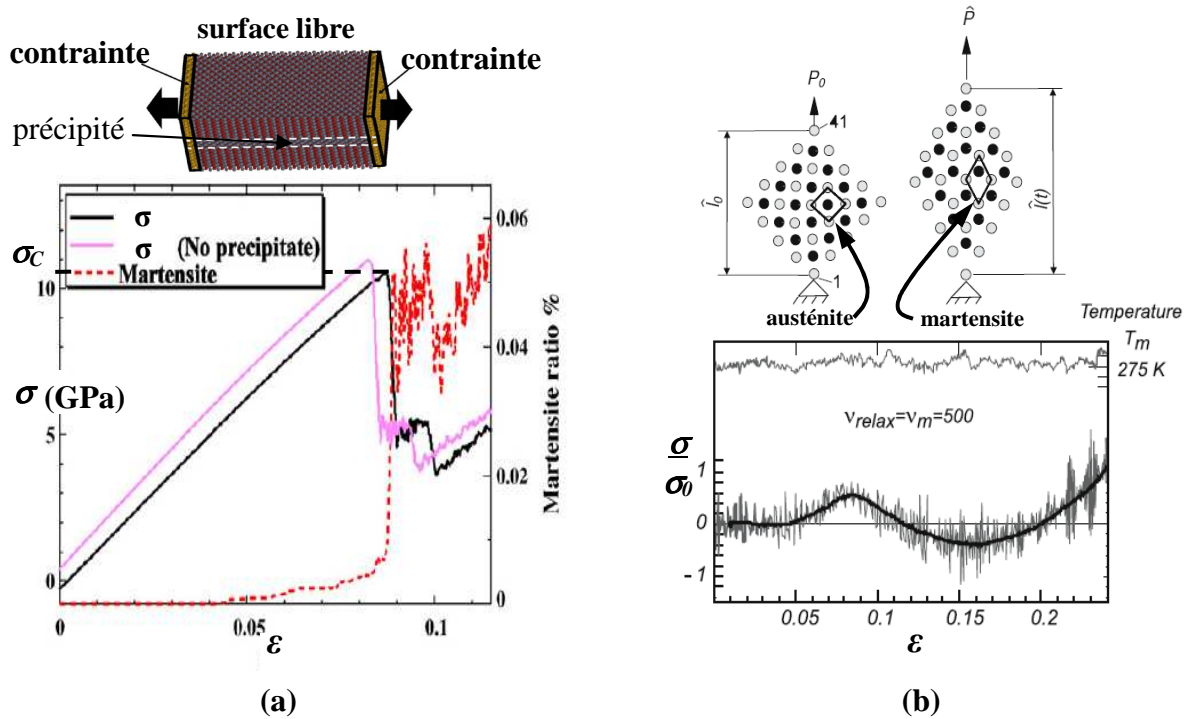 surface libre
contrainte
contrainte
précipité
σ
σ (No precipitate)
Martensite
σC
10
5
0
σ (GPa)
0.06
0.04
0.02
0
Martensite ratio %
0
0.05
0.1
ε
(a)
P̂
P₀
41
l̂₀
l̂(t)
1
austénite
martensite
Temperature
Tm
275 K
νrelax=νm=500
σ
σ0
1
0
- 1
0.05
0.1
0.15
0.2
ε
(b)